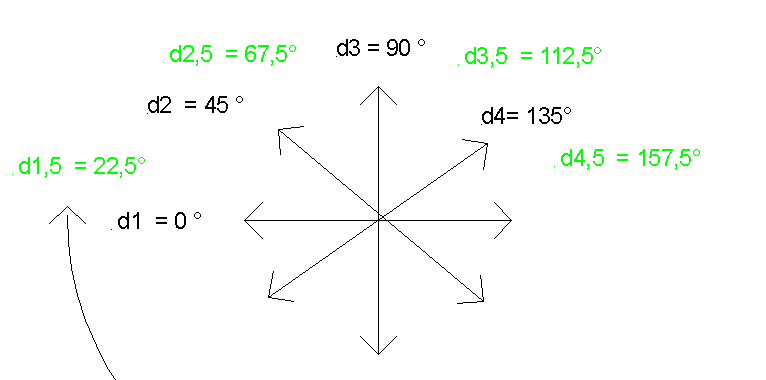 d3 = 90 °
d2,5 = 67,5°
d3,5 = 112,5°
d2 = 45 °
d4= 135°
d1,5 = 22,5°
d4,5 = 157,5°
d1 = 0 °